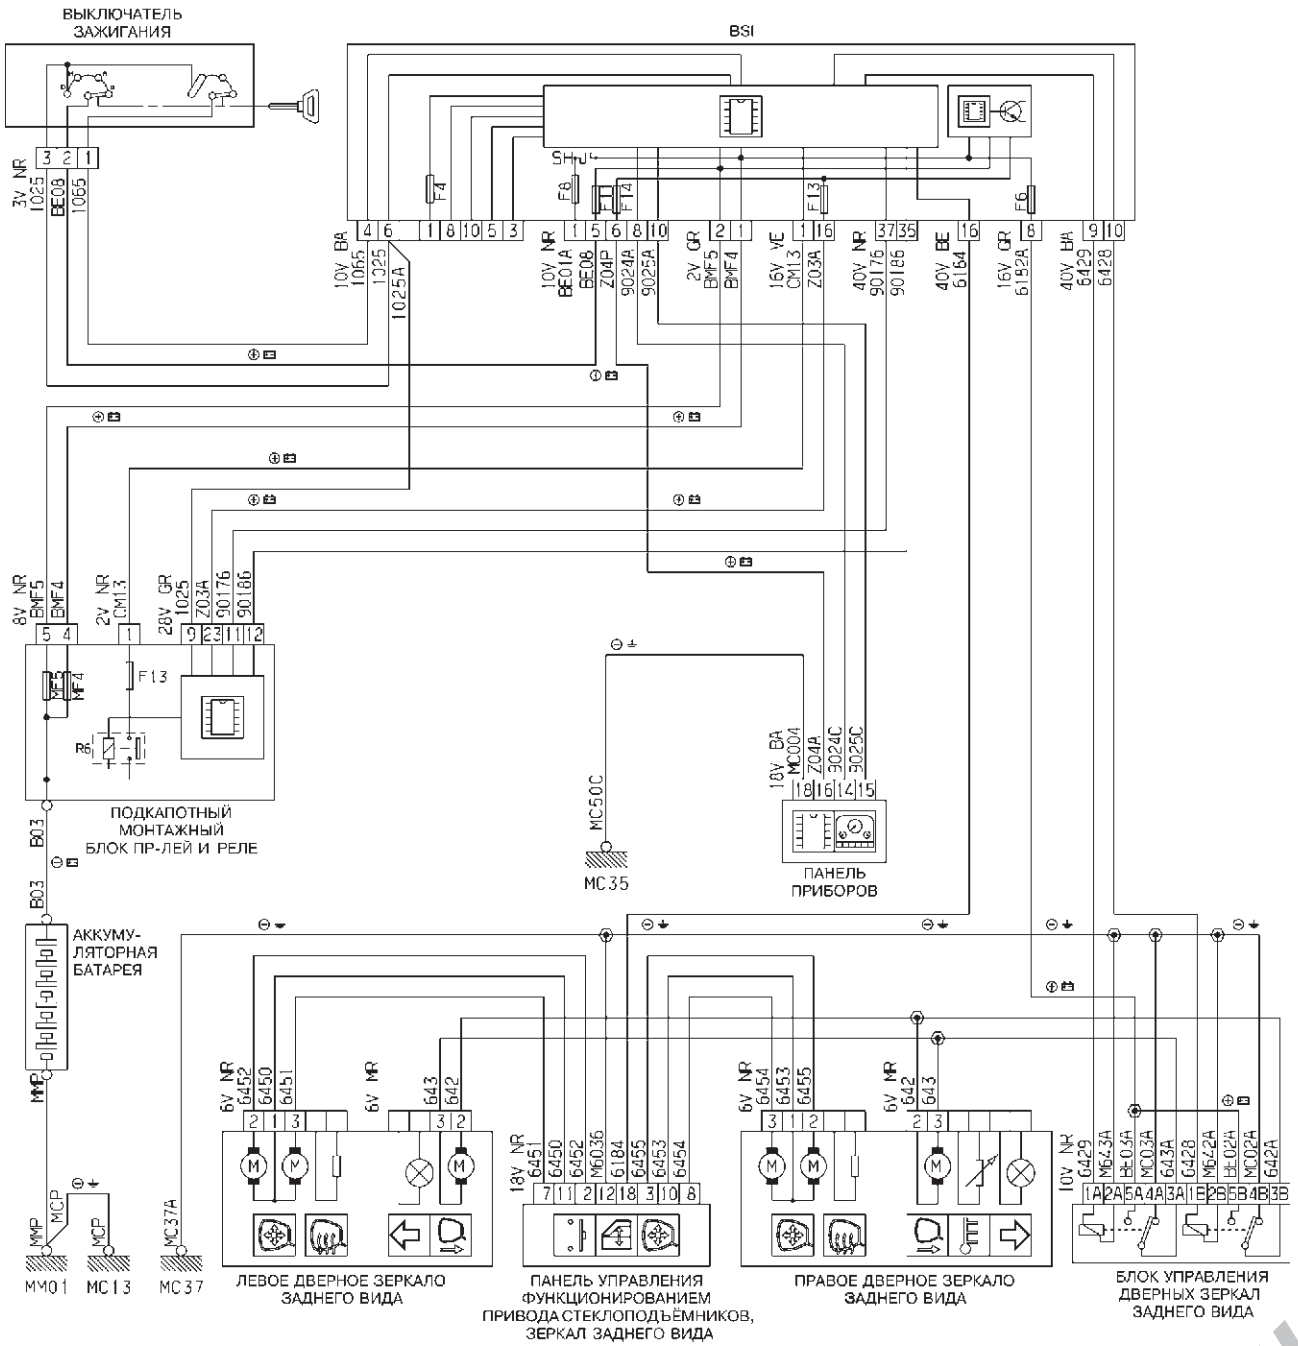 ВЫКЛЮЧАТЕЛЬ
ЗАЖИГАНИЯ
BSI
3 2 1
3V NR
1025
BE08
1065
SH
F4
F8
F11
F14
F13
F6
4 6 1 8 10 5 3
1 5 6 8 10
2 1
1 16
37 35
16
8
9 10
10V BA
1065
1025
1025A
10V NR
BE01A
BE08
Z04P
9024A
9025A
2V GR
BMF5
BMF4
16V VE
CM13
Z03A
40V NR
90176
90186
40V BE
6184
16V GR
6152A
40V BA
6429
6428
8V NR
BMF5
BMF4
2V NR
CM13
28V GR
1025
Z03A
90176
90186
5 4
1
9 23 11 12
MF5
MF4
F13
R6
ПОДКАПОТНЫЙ
МОНТАЖНЫЙ
БЛОК ПР-ЛЕЙ И РЕЛЕ
MC50C
MC35
18V BA
MC004
Z04A
9024C
9025C
18 16 14 15
ПАНЕЛЬ
ПРИБОРОВ
B03
B03
АККУМУ-
ЛЯТОРНАЯ
БАТАРЕЯ
MMP
MMP
MCP
MCP
MC37A
MM01
MC13
MC37
6V NR
6452
6450
6451
6V MR
643
642
2 1 3
3 2
M M M
ЛЕВОЕ ДВЕРНОЕ ЗЕРКАЛО
ЗАДНЕГО ВИДА
18V NR
6451
6450
6452
M6036
6184
6455
6453
6454
7 11 2 12 18 3 10 8
ПАНЕЛЬ УПРАВЛЕНИЯ
ФУНКЦИОНИРОВАНИЕМ
ПРИВОДА СТЕКЛОПОДЪЁМНИКОВ,
ЗЕРКАЛ ЗАДНЕГО ВИДА
6V NR
6454
6453
6455
6V MR
642
643
3 1 2
2 3
M M M
ПРАВОЕ ДВЕРНОЕ ЗЕРКАЛО
ЗАДНЕГО ВИДА
10V NR
6429
M643A
BE03A
MC03A
643A
6428
M642A
BE02A
MC02A
642A
1A 2A 5A 4A 3A 1B 2B 5B 4B 3B
БЛОК УПРАВЛЕНИЯ
ДВЕРНЫХ ЗЕРКАЛ
ЗАДНЕГО ВИДА